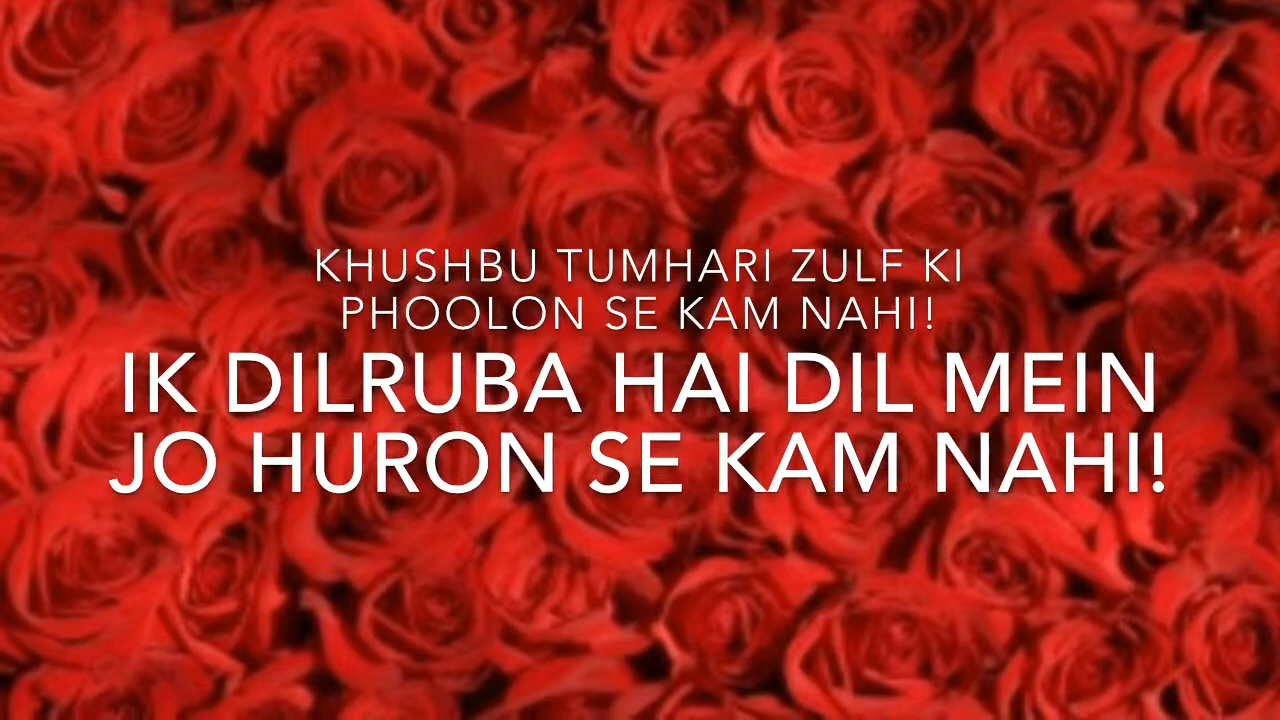 KHUSHBU TUMHARI ZULF KI
PHOOLON SE KAM NAHI!
IK DILRUBA HAI DIL MEIN
JO HURON SE KAM NAHI!